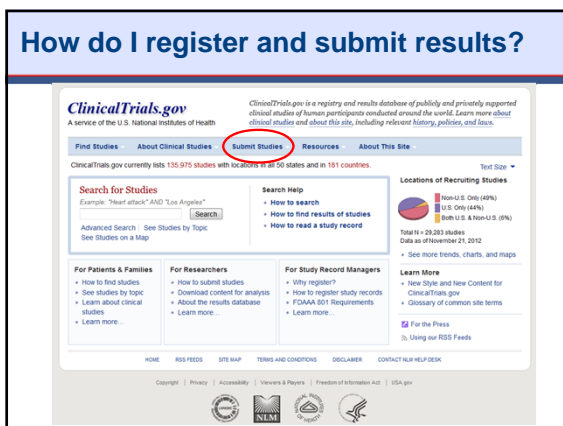 How do I register and submit results?
ClinicalTrials.gov
A service of the U.S. National Institutes of Health
ClinicalTrials.gov is a registry and results database of publicly and privately supported
clinical studies of human participants conducted around the world. Learn more about
clinical studies and about this site, including relevant history, policies, and laws.
Find Studies
About Clinical Studies
Submit Studies
Resources
About This Site
ClinicalTrials.gov currently lists 135,975 studies with locations in all 50 states and in 181 countries.
Text Size
Search for Studies
Example: "Heart attack" AND "Los Angeles"
Search
Advanced Search | See Studies by Topic
See Studies on a Map
Search Help
How to search
How to find results of studies
How to read a study record
Locations of Recruiting Studies
Non-U.S. Only (49%)
U.S. Only (44%)
Both U.S. & Non-U.S. (6%)
Total N = 29,283 studies
Data as of November 21, 2012
See more trends, charts, and maps
For Patients & Families
How to find studies
See studies by topic
Learn about clinical
studies
Learn more...
For Researchers
How to submit studies
Download content for analysis
About the results database
Learn more...
For Study Record Managers
Why register?
How to register study records
FDAAA 801 Requirements
Learn more...
Learn More
New Style and New Content for
ClinicalTrials.gov
Glossary of common site terms
For the Press
Using our RSS Feeds
HOME RSS FEEDS SITE MAP TERMS AND CONDITIONS DISCLAIMER CONTACT NLM HELP DESK
Copyright | Privacy | Accessibility | Viewers & Players | Freedom of Information Act | USA.gov
NLM